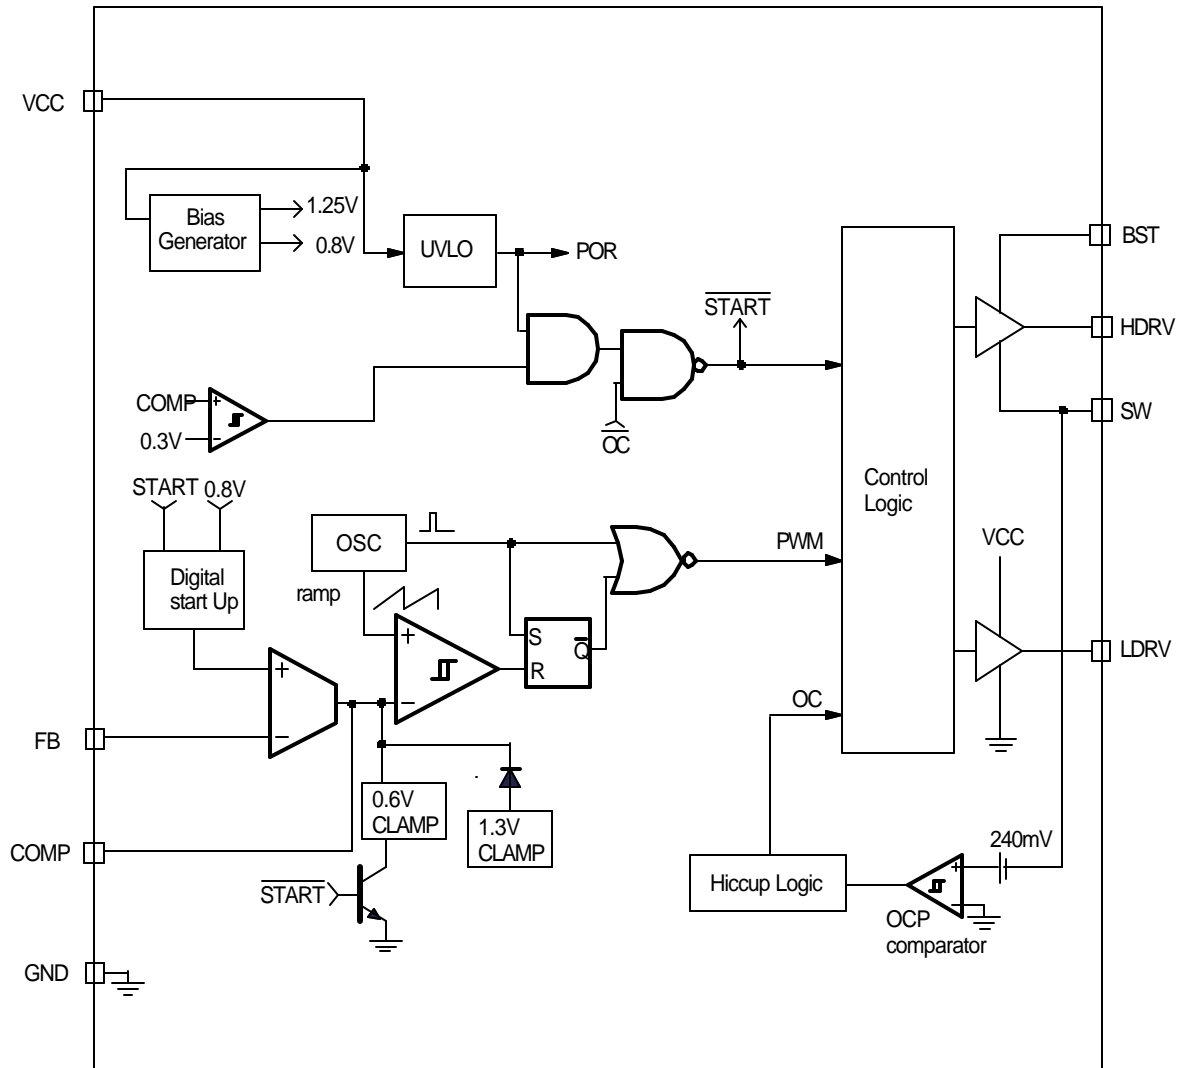 VCC
Bias
Generator
1.25V
0.8V
UVLO
POR
BST
START
HDRV
COMP
+
0.3V
−
OC
SW
START 0.8V
Control
Logic
OSC
PWM
VCC
Digital
start Up
ramp
+
S
Q
R
+
−
−
LDRV
OC
FB
0.6V
CLAMP
1.3V
CLAMP
COMP
240mV
Hiccup Logic
+
−
START
OCP
comparator
GND